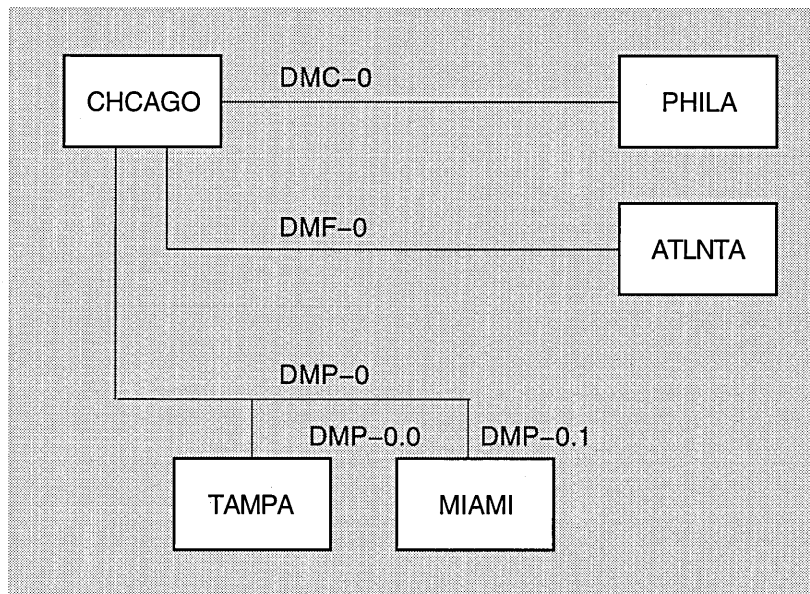 DMC–0
CHCAGO
PHILA
DMF–0
ATLNTA
DMP–0
DMP–0.0
DMP–0.1
TAMPA
MIAMI